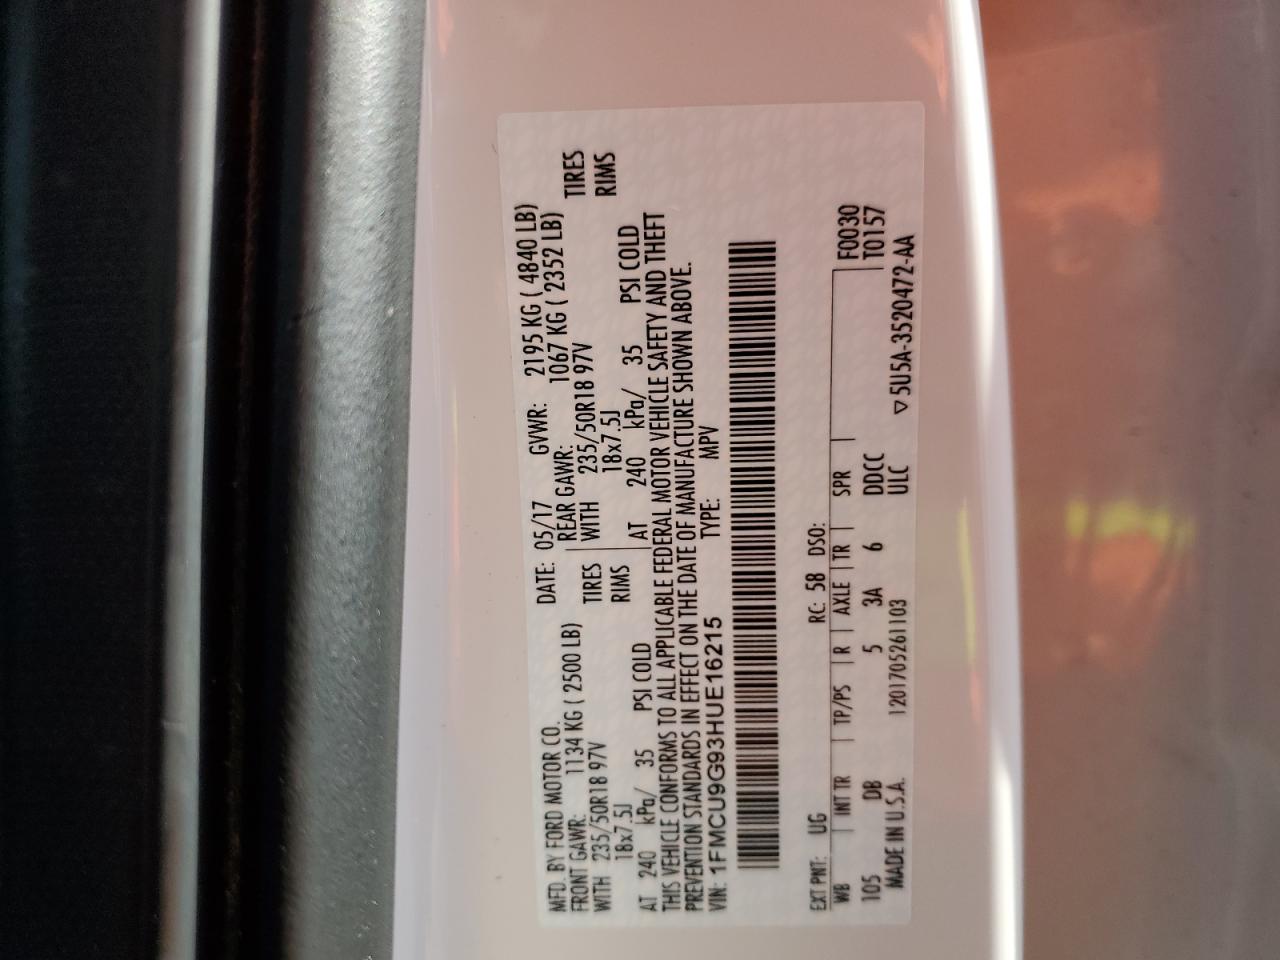 MFD. BY FORD MOTOR CO.
DATE: 05/17 GVWR: 2195 KG ( 4840 LB)
FRONT GAWR: 1134 KG ( 2500 LB) REAR GAWR: 1067 KG ( 2352 LB)
WITH 235/50R18 97V TIRES WITH 235/50R18 97V TIRES
18x7.5J RIMS 18x7.5J RIMS
AT 240 kPa/ 35 PSI COLD AT 240 kPa/ 35 PSI COLD
THIS VEHICLE CONFORMS TO ALL APPLICABLE FEDERAL MOTOR VEHICLE SAFETY AND THEFT
PREVENTION STANDARDS IN EFFECT ON THE DATE OF MANUFACTURE SHOWN ABOVE.
VIN: 1FMCU9G93HUE16215 TYPE: MPV
EXT PNT: UG RC: 58 DSO:
WB INT TR TP/PS R AXLE TR SPR F0030
105 DB 5 3A 6 DDCC T0157
ULC
MADE IN U.S.A. 1201705261103 ▽5U5A-3520472-AA